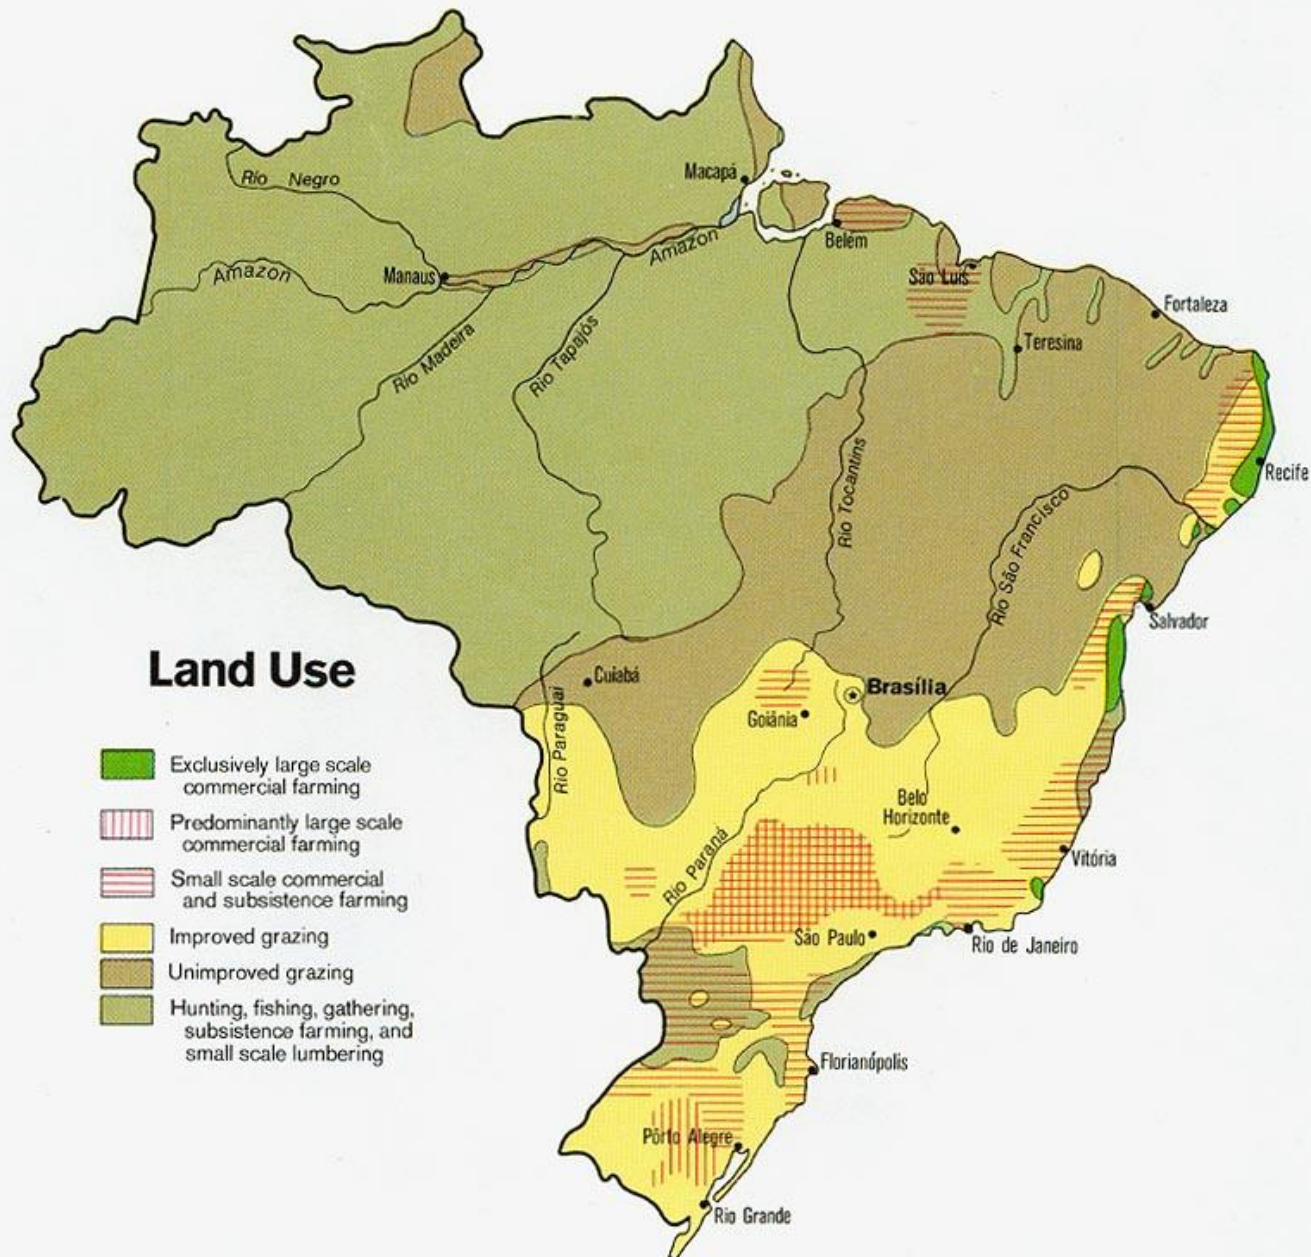 Macapá
Río Negro
Amazon
Belém
Amazon
Manaus
São Luís
Fortaleza
Teresina
Río Madeira
Río Tapajós
Recife
Rio Tocantins
Rio São Francisco
Salvador
Land Use
Cuiabá
Brasília
Goiânia
Rio Paraguai
Exclusively large scale
commercial farming
Belo
Horizonte
Predominantly large scale
commercial farming
Rio Paraná
Vitória
Small scale commercial
and subsistence farming
Improved grazing
São Paulo
Rio de Janeiro
Unimproved grazing
Hunting, fishing, gathering,
subsistence farming, and
small scale lumbering
Florianópolis
Pôrto Alegre
Rio Grande